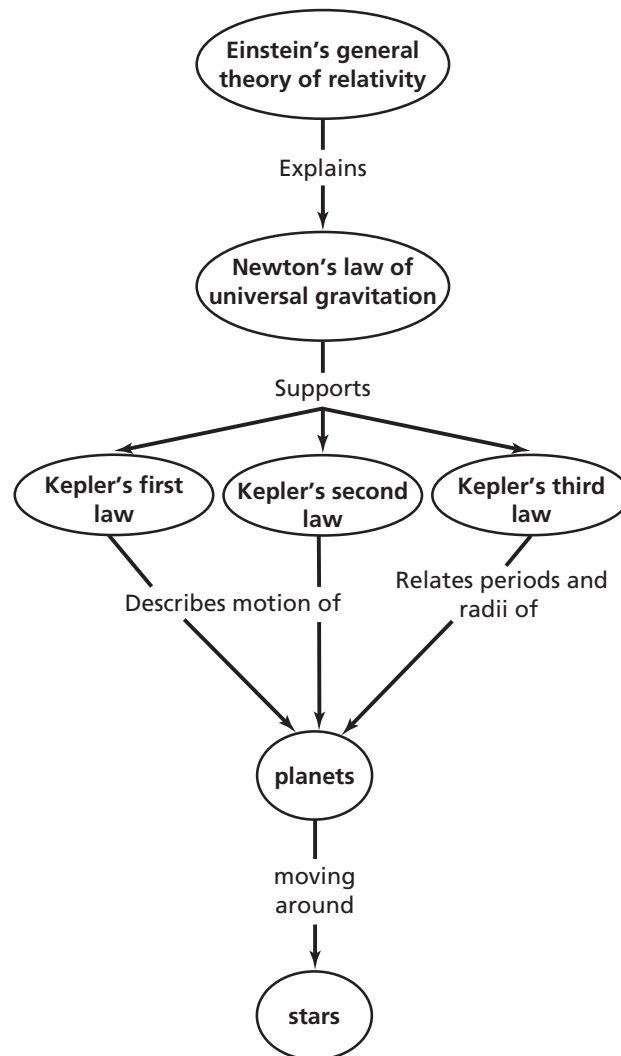 Einstein’s general
theory of relativity
Explains
Newton’s law of
universal gravitation
Supports
Kepler’s first
law
Kepler’s second
law
Kepler’s third
law
Describes motion of
Relates periods and
radii of
planets
moving
around
stars